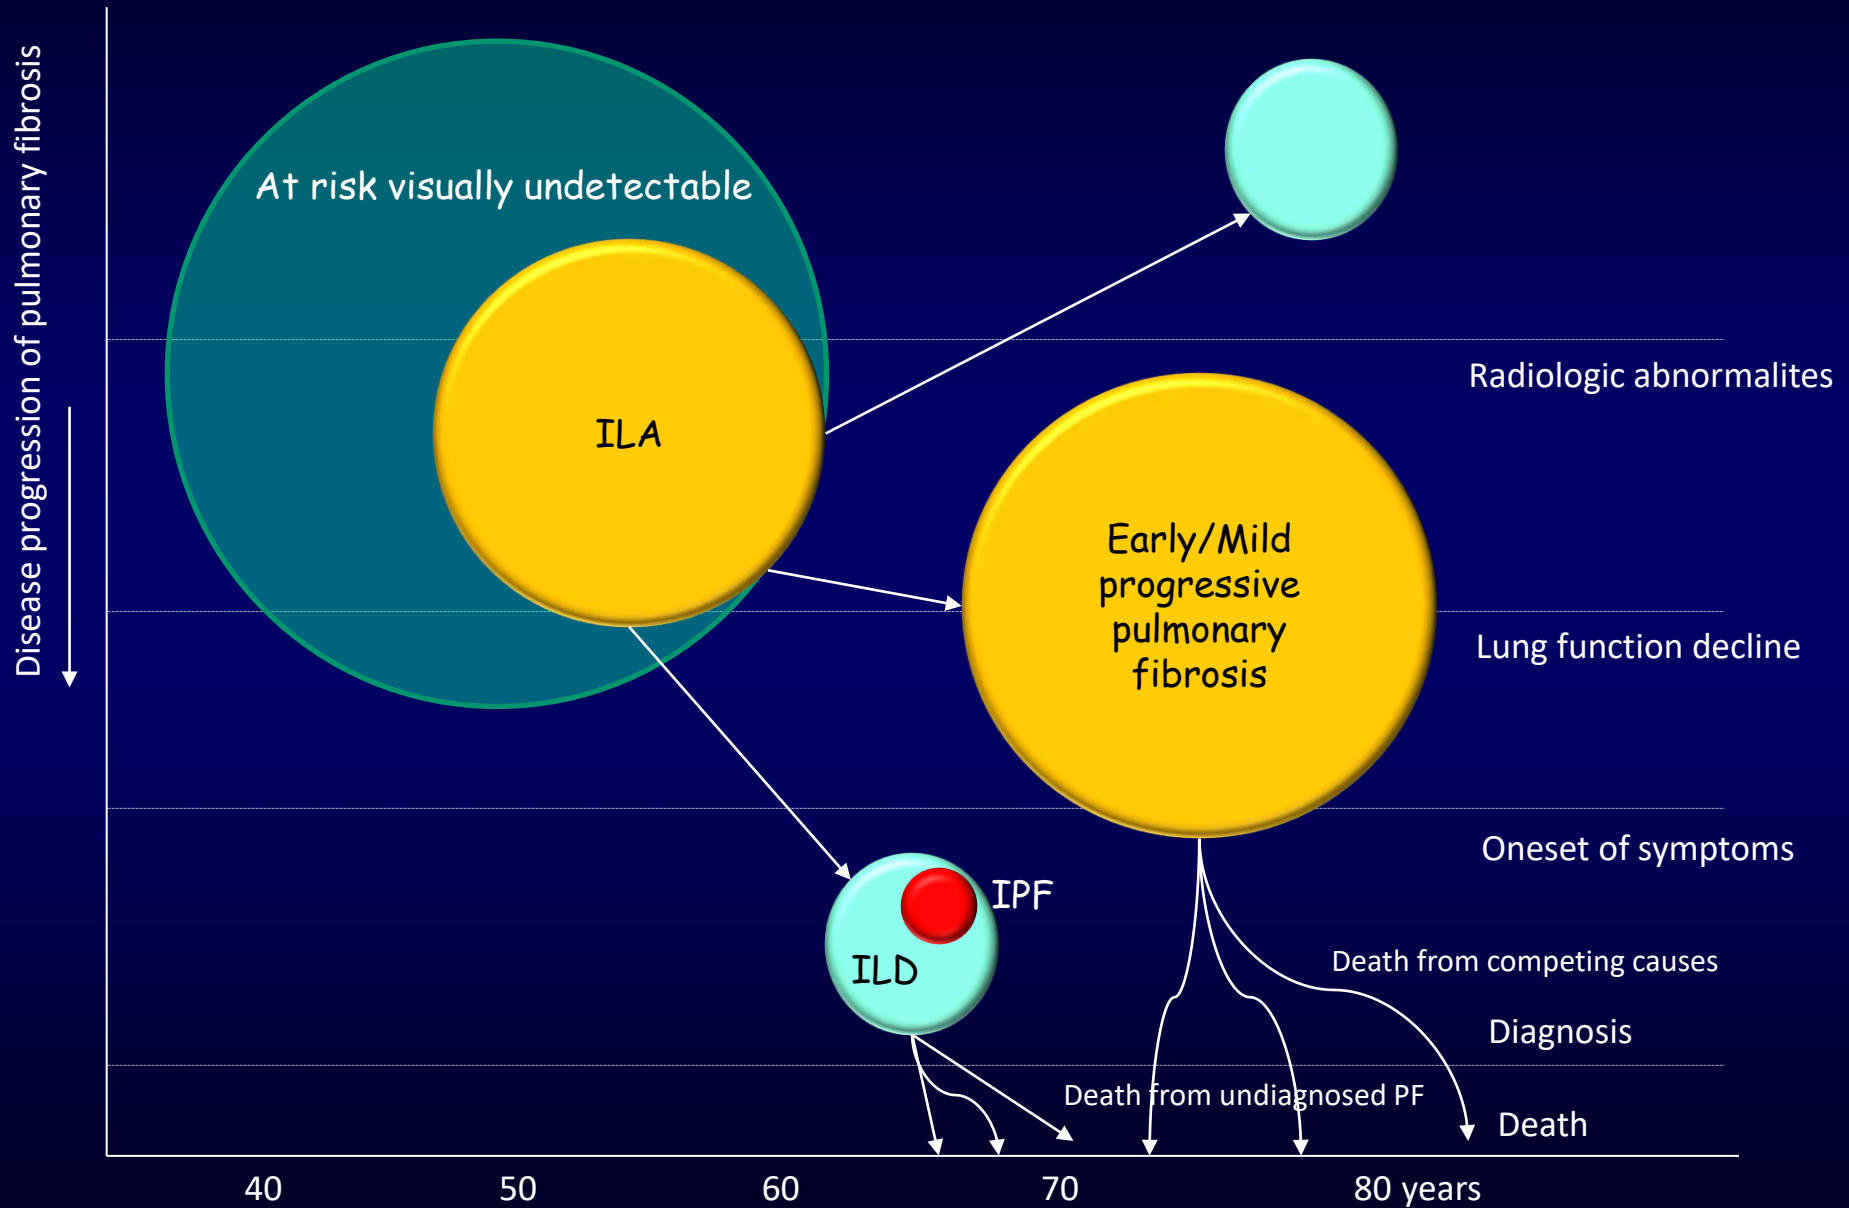 Disease progression of pulmonary fibrosis
At risk visually undetectable
ILA
Radiologic abnormalites
Early/Mild
progressive
pulmonary
fibrosis
Lung function decline
Oneset of symptoms
IPF
ILD
Death from competing causes
Diagnosis
Death from undiagnosed PF
Death
40 50 60 70 80 years